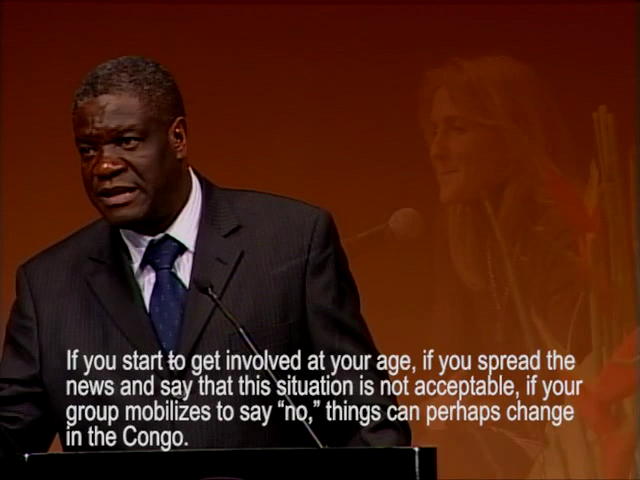 If you start to get involved at your age, if you spread the
news and say that this situation is not acceptable, if your
group mobilizes to say “no,” things can perhaps change
in the Congo.